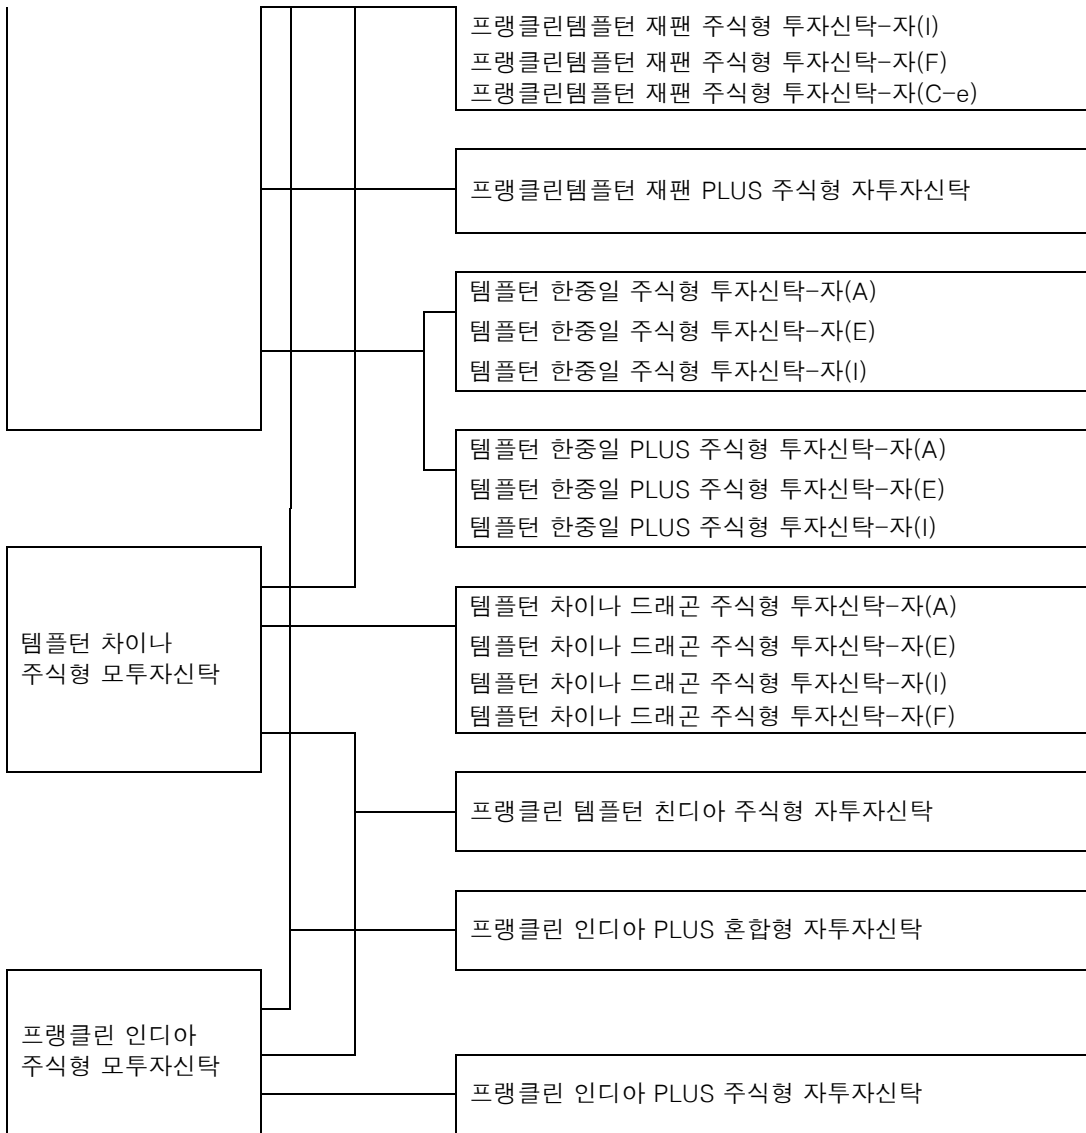 프랭클린템플턴 재팬 주식형 투자신탁-자(I)
프랭클린템플턴 재팬 주식형 투자신탁-자(F)
프랭클린템플턴 재팬 주식형 투자신탁-자(C-e)
프랭클린템플턴 재팬 PLUS 주식형 자투자신탁
템플턴 한중일 주식형 투자신탁-자(A)
템플턴 한중일 주식형 투자신탁-자(E)
템플턴 한중일 주식형 투자신탁-자(I)
템플턴 한중일 PLUS 주식형 투자신탁-자(A)
템플턴 한중일 PLUS 주식형 투자신탁-자(E)
템플턴 한중일 PLUS 주식형 투자신탁-자(I)
템플턴 차이나
주식형 모투자신탁
템플턴 차이나 드래곤 주식형 투자신탁-자(A)
템플턴 차이나 드래곤 주식형 투자신탁-자(E)
템플턴 차이나 드래곤 주식형 투자신탁-자(I)
템플턴 차이나 드래곤 주식형 투자신탁-자(F)
프랭클린 템플턴 친디아 주식형 자투자신탁
프랭클린 인디아 PLUS 혼합형 자투자신탁
프랭클린 인디아
주식형 모투자신탁
프랭클린 인디아 PLUS 주식형 자투자신탁